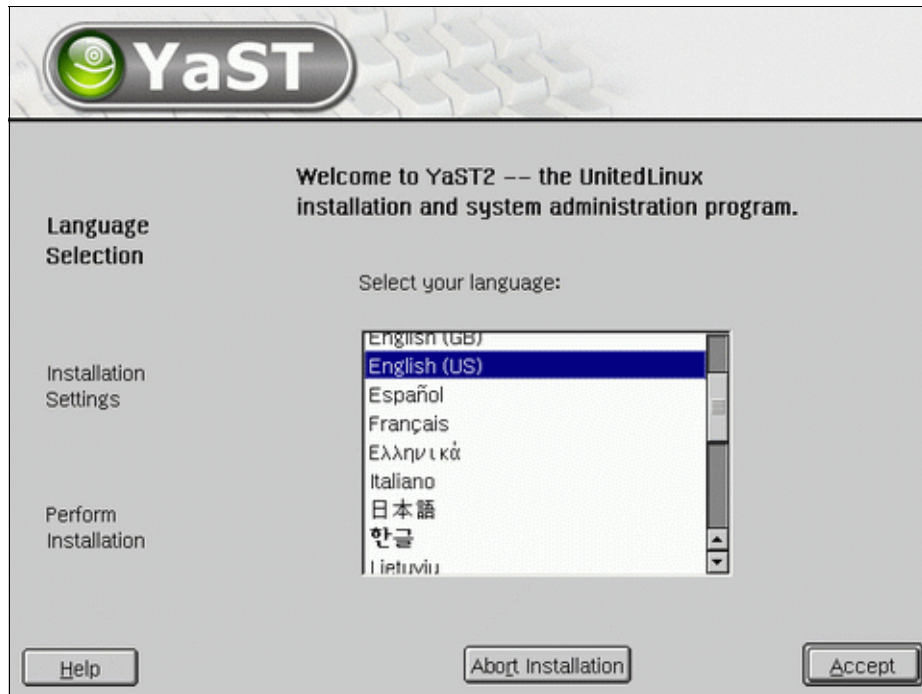 YaST
Welcome to YaST2 -- the UnitedLinux
installation and system administration program.
Language
Selection
Select your language:
English (GB)
English (US)
Español
Français
Ελληνικά
Italiano
日本語
한글
Lietuvių
Installation
Settings
Perform
Installation
Help
Abort Installation
Accept